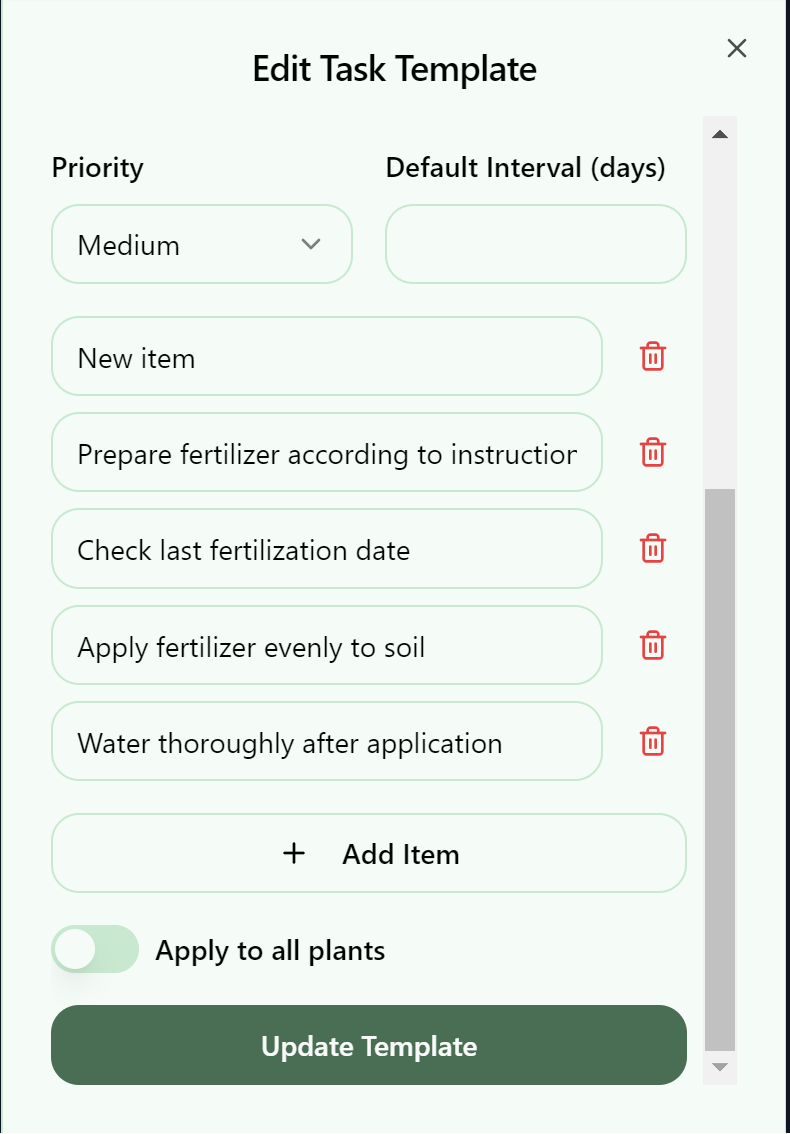 Edit Task Template
Priority
Default Interval (days)
Medium
New item
Prepare fertilizer according to instruction
Check last fertilization date
Apply fertilizer evenly to soil
Water thoroughly after application
Add Item
Apply to all plants
Update Template